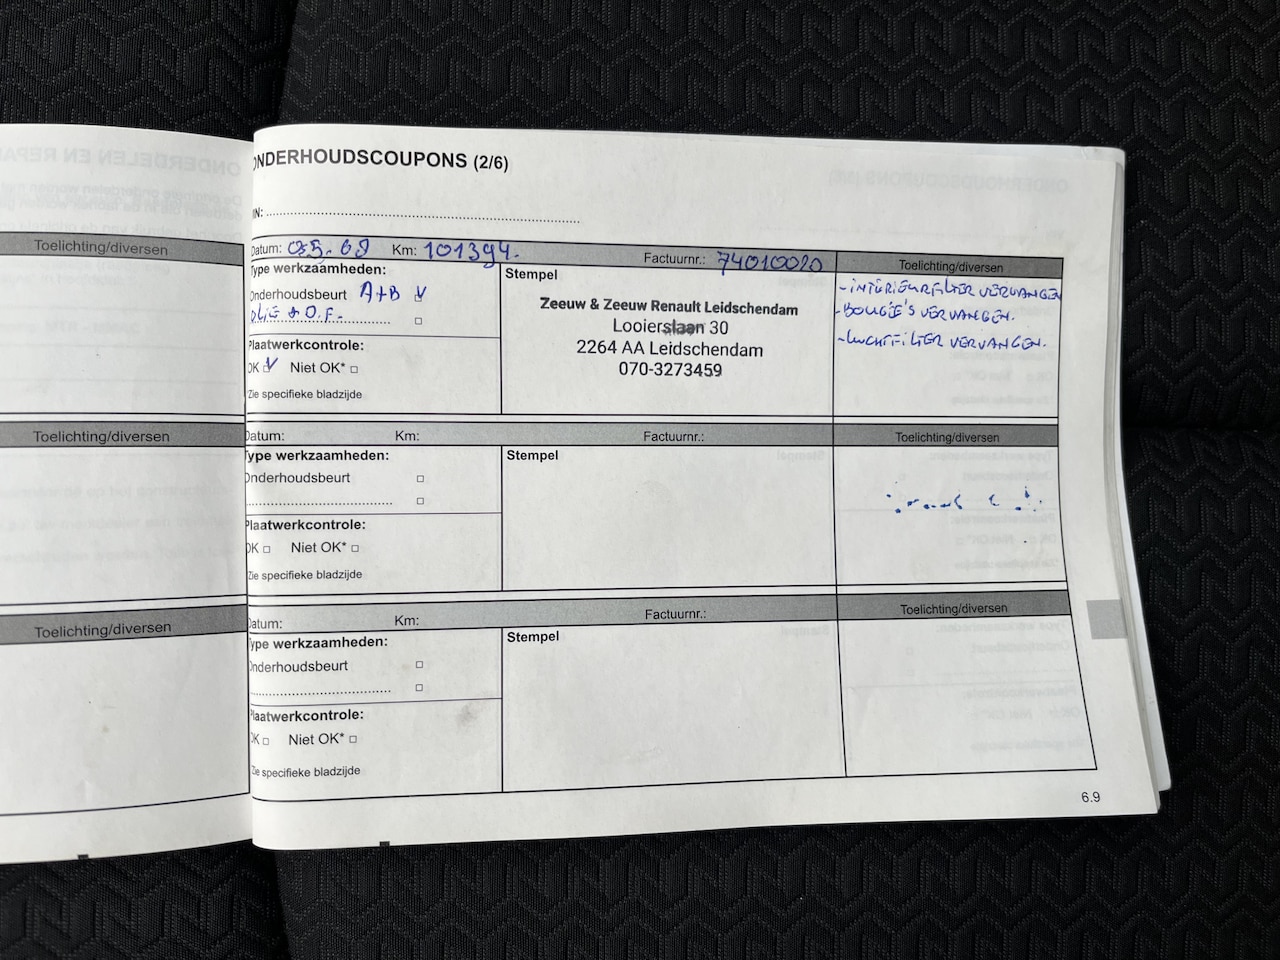 Toelichting/diversen
Toelichting/diversen
Toelichting/diversen
ONDERHOUDSCOUPONS (2/6)
IN:
Datum: Km: 101394. Factuurnr.: 74010020 Toelichting/diversen
Type werkzaamheden:
Onderhoudsbeurt A+B V
OLIE + O.F.
Plaatwerkcontrole:
OK V Niet OK*
*Zie specifieke bladzijde
Stempel
Zeeuw & Zeeuw Renault Leidschendam
Looierslaan 30
2264 AA Leidschendam
070-3273459
- INTERIEURFILTER VERVANGEN
- BOUGIE'S VERVANGEN.
- LUCHTFILTER VERVANGEN.
Datum: Km: Factuurnr.: Toelichting/diversen
Type werkzaamheden:
Onderhoudsbeurt
Plaatwerkcontrole:
OK Niet OK*
*Zie specifieke bladzijde
Stempel
Datum: Km: Factuurnr.: Toelichting/diversen
Type werkzaamheden:
Onderhoudsbeurt
Plaatwerkcontrole:
OK Niet OK*
*Zie specifieke bladzijde
Stempel
6.9